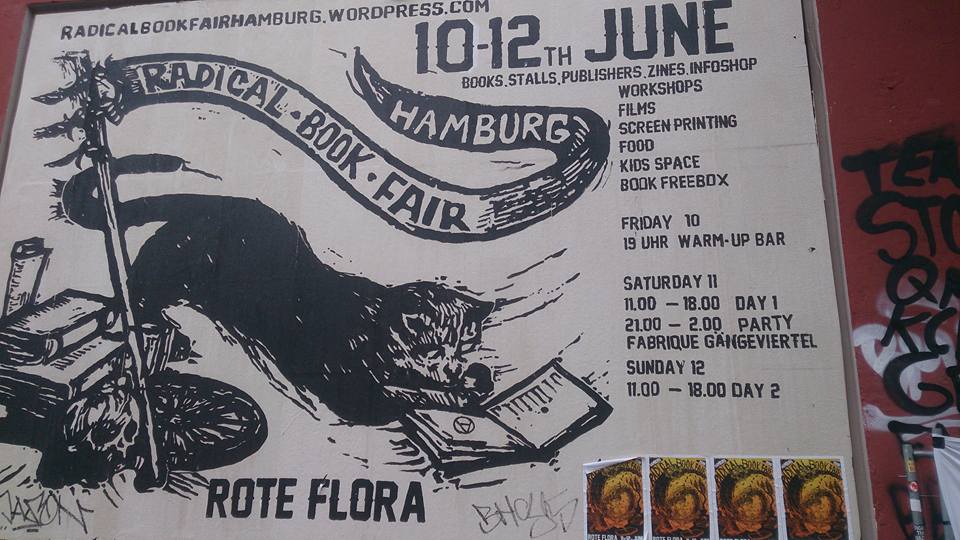 RADICALBOOKFAIRHAMBURG.WORDPRESS.COM
10-12TH JUNE
BOOKS, STALLS, PUBLISHERS, ZINES, INFOSHOP
WORKSHOPS
FILMS
SCREEN PRINTING
FOOD
KIDS SPACE
BOOK FREEBOX
RADICAL · BOOK · FAIR
HAMBURG
FRIDAY 10
19 UHR WARM-UP BAR
SATURDAY 11
11.00 – 18.00 DAY 1
21.00 – 2.00 PARTY
FABRIQUE GÄNGEVIERTEL
SUNDAY 12
11.00 – 18.00 DAY 2
ROTE FLORA